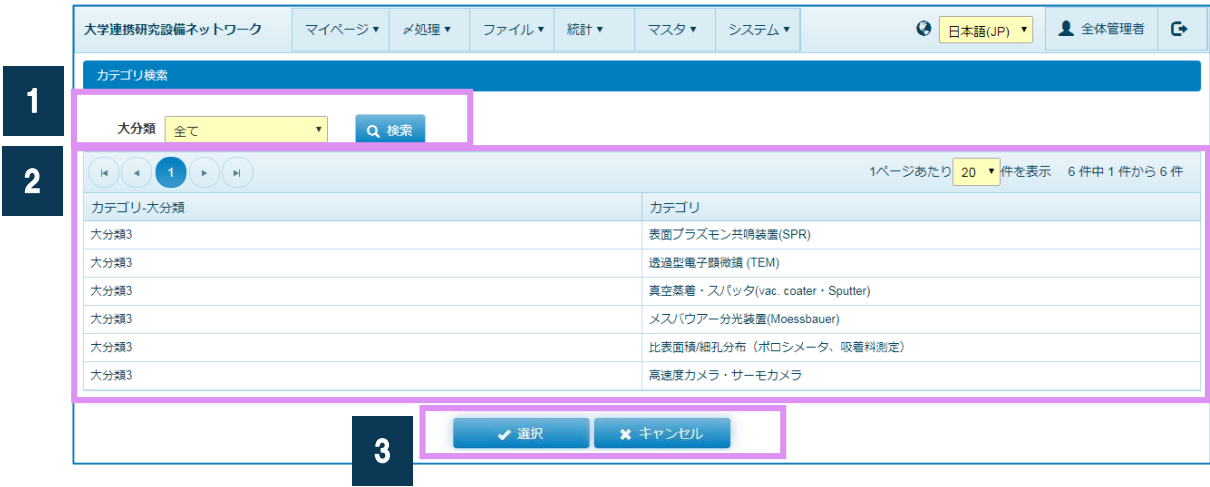 大学連携研究設備ネットワーク マイページ▼ 〆処理▼ ファイル▼ 統計▼ マスタ▼ システム▼ 日本語(JP) ▼ 全体管理者
カテゴリ検索
1
大分類 全て ▼ 検索
2
1 1ページあたり 20 ▼ 件を表示 6 件中 1 件から 6 件
カテゴリ-大分類 カテゴリ
大分類3 表面プラズモン共鳴装置(SPR)
大分類3 透過型電子顕微鏡 (TEM)
大分類3 真空蒸着・スパッタ(vac. coater・Sputter)
大分類3 メスバウアー分光装置(Moessbauer)
大分類3 比表面積/細孔分布（ポロシメータ、吸着料測定）
大分類3 高速度カメラ・サーモカメラ
選択 キャンセル
3